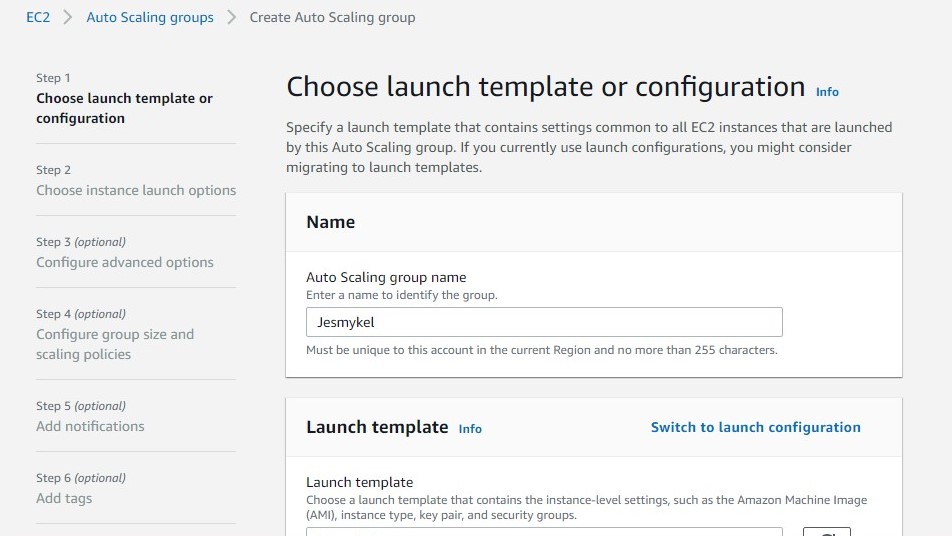 EC2 > Auto Scaling groups > Create Auto Scaling group
Step 1
Choose launch template or
configuration
Step 2
Choose instance launch options
Step 3 (optional)
Configure advanced options
Step 4 (optional)
Configure group size and
scaling policies
Step 5 (optional)
Add notifications
Step 6 (optional)
Add tags
Choose launch template or configuration Info
Specify a launch template that contains settings common to all EC2 instances that are launched
by this Auto Scaling group. If you currently use launch configurations, you might consider
migrating to launch templates.
Name
Auto Scaling group name
Enter a name to identify the group.
Jesmykel
Must be unique to this account in the current Region and no more than 255 characters.
Launch template Info Switch to launch configuration
Launch template
Choose a launch template that contains the instance-level settings, such as the Amazon Machine Image
(AMI), instance type, key pair, and security groups.